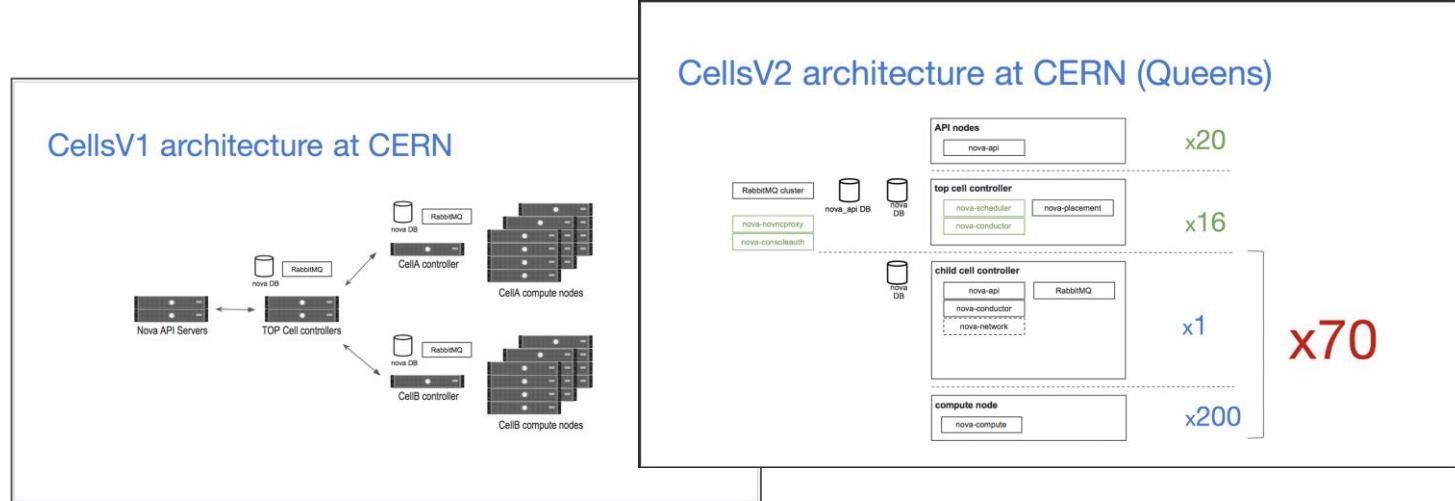 CellsV1 architecture at CERN
nova DB
RabbitMQ
CellA controller
CellA compute nodes
nova DB
RabbitMQ
Nova API Servers
TOP Cell controllers
nova DB
RabbitMQ
CellB controller
CellB compute nodes
CellsV2 architecture at CERN (Queens)
API nodes
nova-api
x20
RabbitMQ cluster
nova_api DB
nova
DB
top cell controller
nova-scheduler
nova-placement
nova-conductor
x16
nova-novncproxy
nova-consoleauth
nova
DB
child cell controller
nova-api
RabbitMQ
nova-conductor
nova-network
x1
x70
compute node
nova-compute
x200